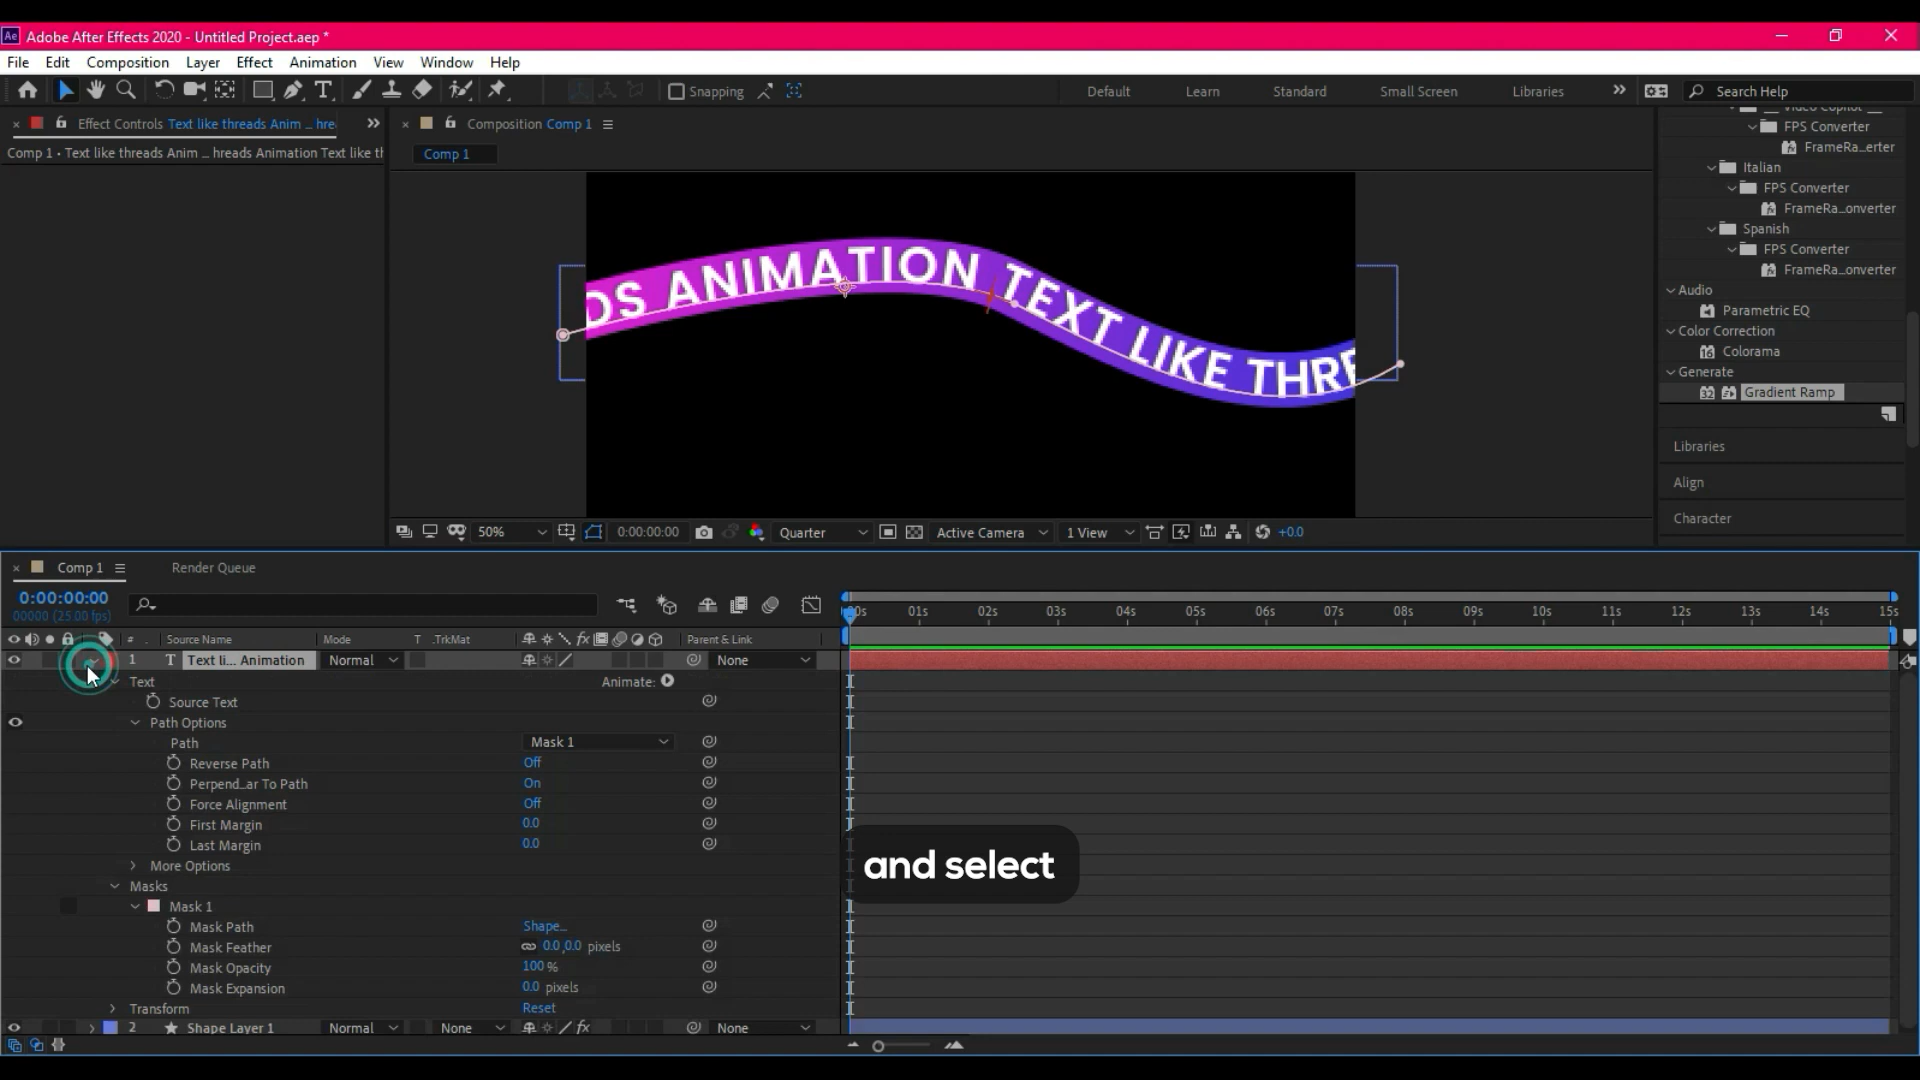 Ae Adobe After Effects 2020 - Untitled Project.aep *
File Edit Composition Layer Effect Animation View Window Help
Snapping Default Learn Standard Small Screen Libraries Search Help
Effect Controls Text like threads Anim ... hre
Composition Comp 1
Comp 1 • Text like threads Anim ... hreads Animation Text like th
Comp 1
FPS Converter
FrameRa...erter
Italian
FPS Converter
FrameRa...onverter
Spanish
FPS Converter
FrameRa...onverter
Audio
Parametric EQ
Color Correction
Colorama
Generate
Gradient Ramp
Libraries
Align
Character
DS ANIMATION TEXT LIKE THRE
50% 0:00:00:00 Quarter Active Camera 1 View +0.0
Comp 1 Render Queue
0:00:00:00
00000 (25.00 fps)
00s 01s 02s 03s 04s 05s 06s 07s 08s 09s 10s 11s 12s 13s 14s 15s
# Source Name Mode T .TrkMat Parent & Link
1 T Text li... Animation Normal None
Text Animate:
Source Text
Path Options
Path Mask 1
Reverse Path Off
Perpend...ar To Path On
Force Alignment Off
First Margin 0.0
Last Margin 0.0
More Options
Masks
Mask 1
Mask Path Shape...
Mask Feather 0.0,0.0 pixels
Mask Opacity 100 %
Mask Expansion 0.0 pixels
Transform Reset
2 Shape Layer 1 Normal None fx None
and select